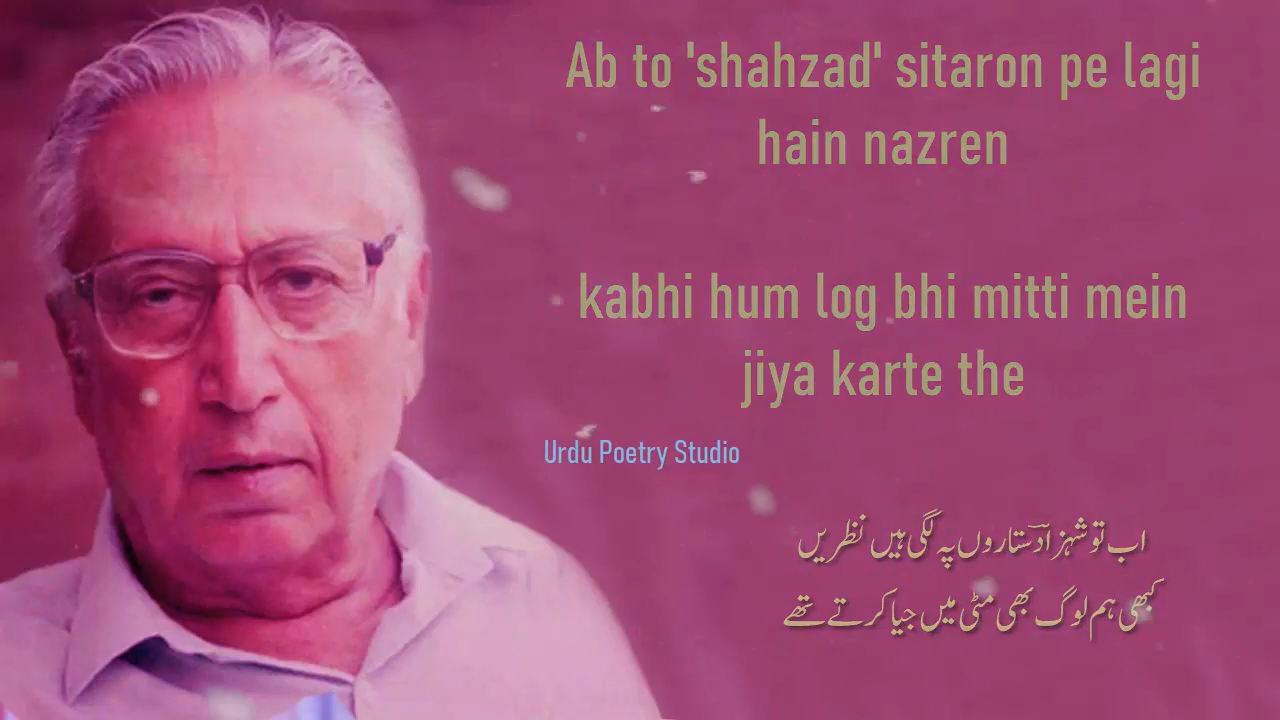 Ab to 'shahzad' sitaron pe lagi
hain nazren
kabhi hum log bhi mitti mein
jiya karte the
Urdu Poetry Studio
اب تو شہزادؔ ستاروں پہ لگی ہیں نظریں
کبھی ہم لوگ بھی مٹی میں جیا کرتے تھے